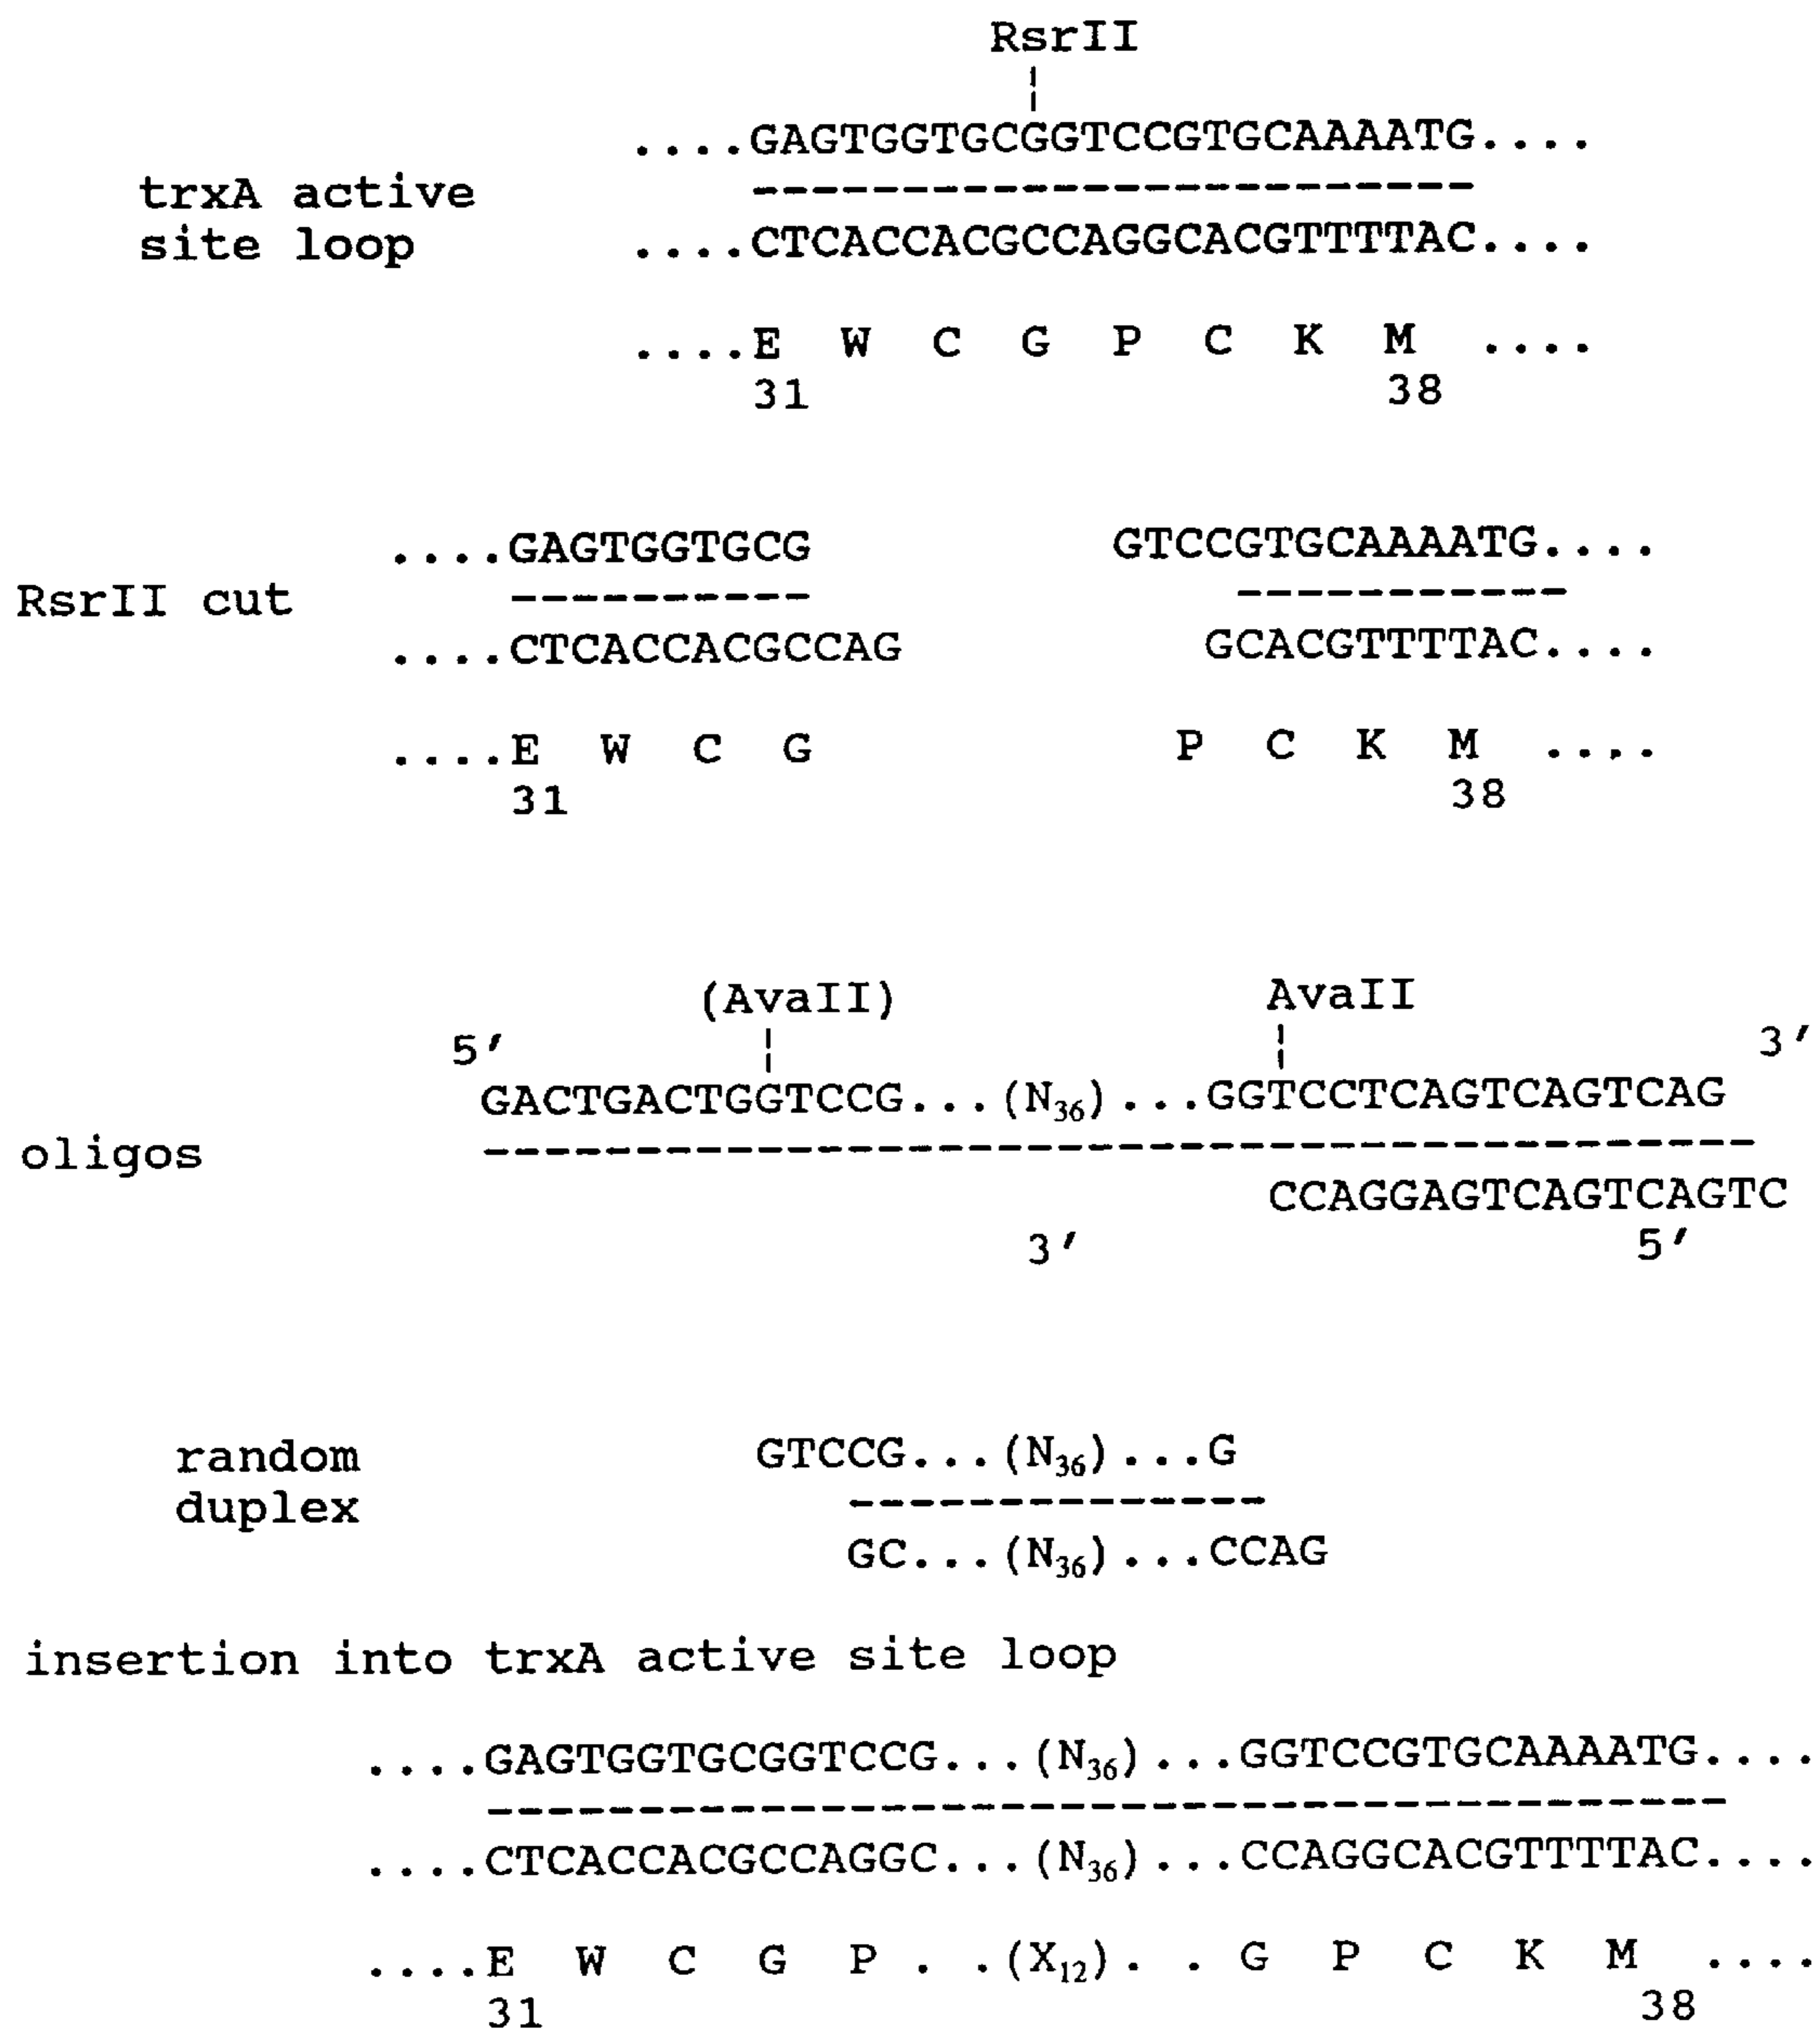 RsrII
....GAGTGGTGCGGTCCGTGCAAAATG....
trxA active
site loop
------------------------
....CTCACCACGCCAGGCACGTTTTAC....
....E W C G P C K M ....
31 38
....GAGTGGTGCG GTCCGTGCAAAATG....
RsrII cut ---------- -----------
....CTCACCACGCCAG GCACGTTTTAC....
....E W C G P C K M ....
31 38
(AvaII) AvaII
5' 3'
GACTGACTGGTCCG...(N36)...GGTCCTCAGTCAGTCAG
oligos ------------------------------------------
CCAGGAGTCAGTCAGTC
3' 5'
random GTCCG...(N36)...G
duplex --------------
GC...(N36)...CCAG
insertion into trxA active site loop
....GAGTGGTGCGGTCCG...(N36)...GGTCCGTGCAAAATG....
-----------------------------------------
....CTCACCACGCCAGGC...(N36)...CCAGGCACGTTTTAC....
....E W C G P . .(X12). . G P C K M ....
31 38